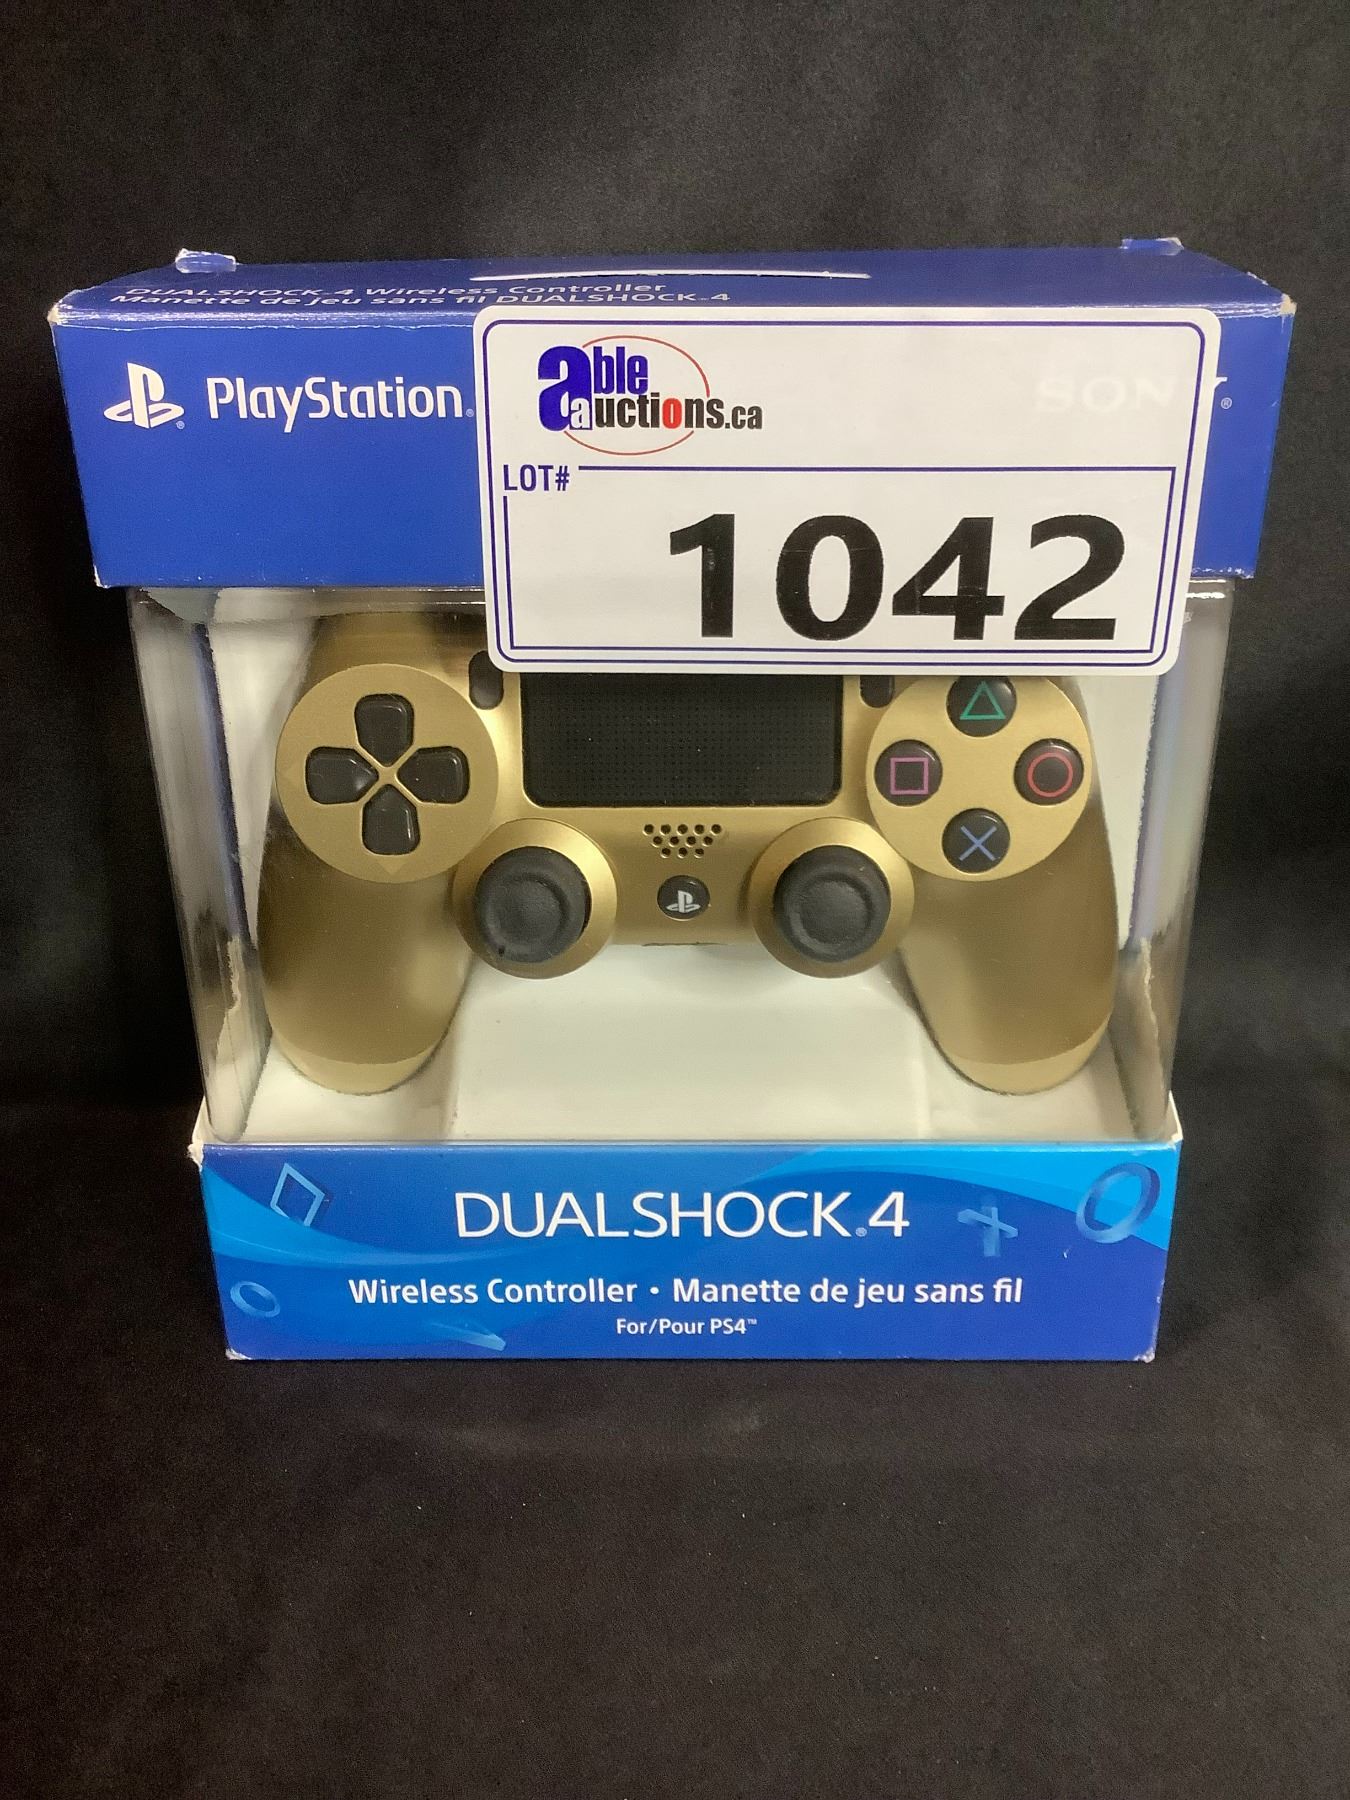 DUALSHOCK 4 Wireless Controller
Manette de jeu sans fil DUALSHOCK 4
PlayStation®
SONY®
able auctions.ca
LOT#
1042
DUALSHOCK®4
Wireless Controller • Manette de jeu sans fil
For/Pour PS4™